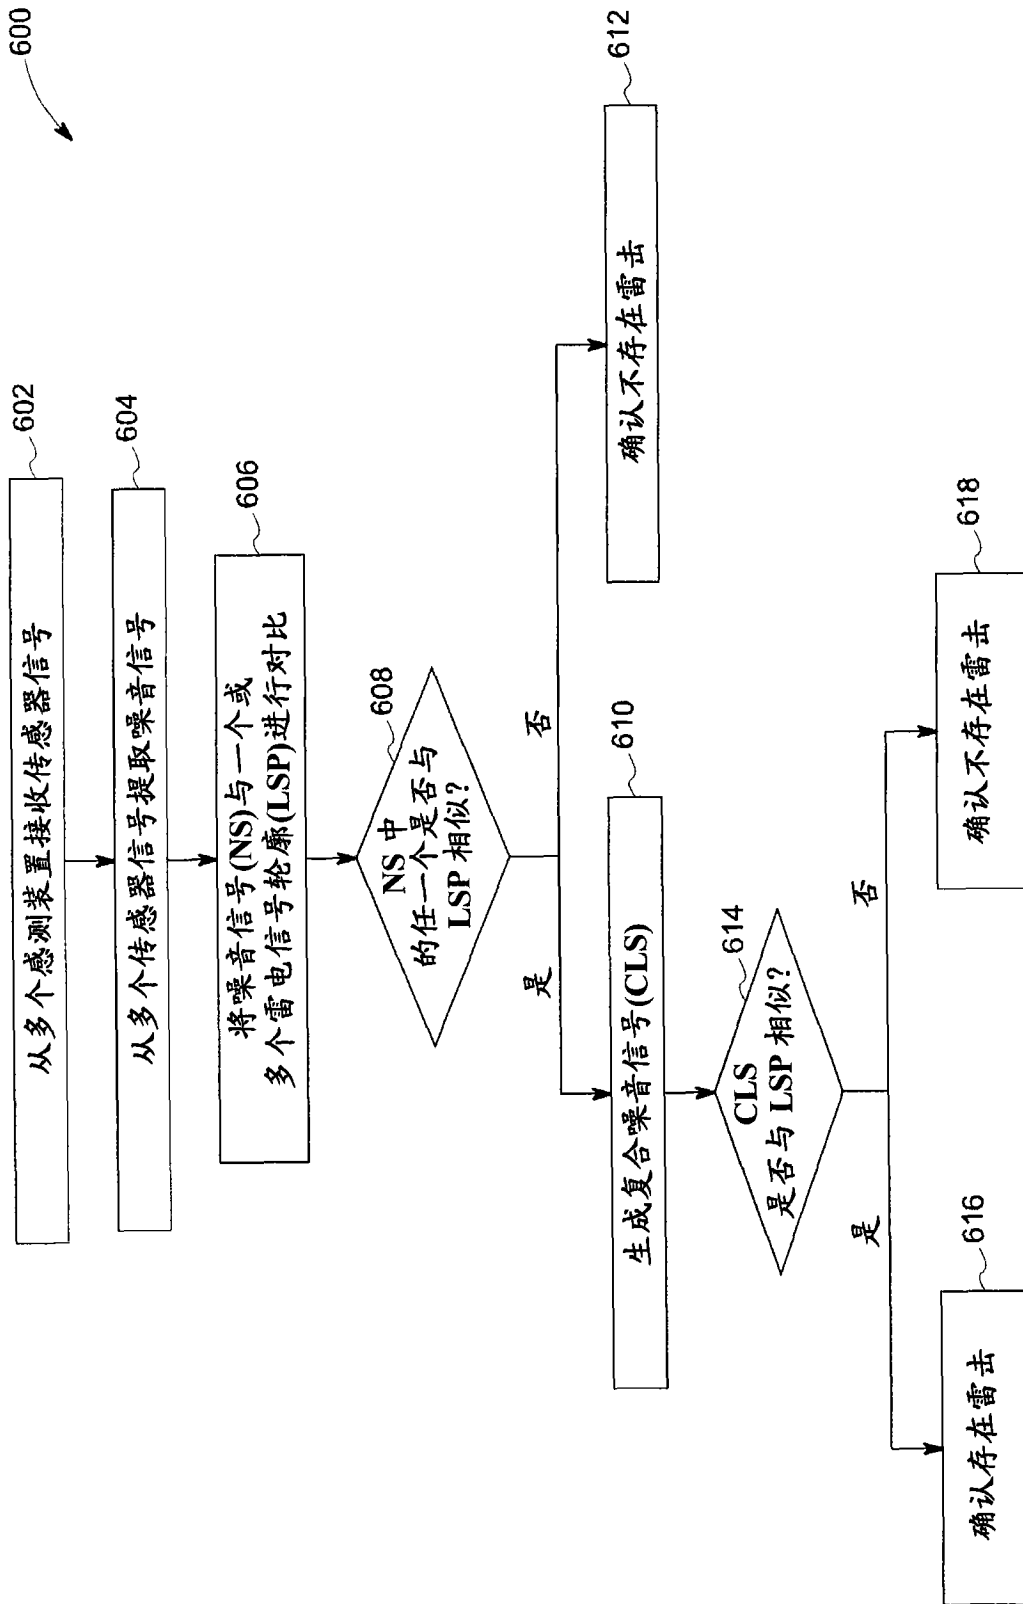 600
602
从多个感测装置接收传感器信号
604
从多个传感器信号提取噪音信号
606
将噪音信号(NS)与一个或
多个雷电信号轮廓(LSP)进行对比
608
NS 中
的任一个是否与
LSP 相似?
是
否
610
生成复合噪音信号(CLS)
612
确认不存在雷击
614
CLS
是否与 LSP 相似?
是
否
616
确认存在雷击
618
确认不存在雷击